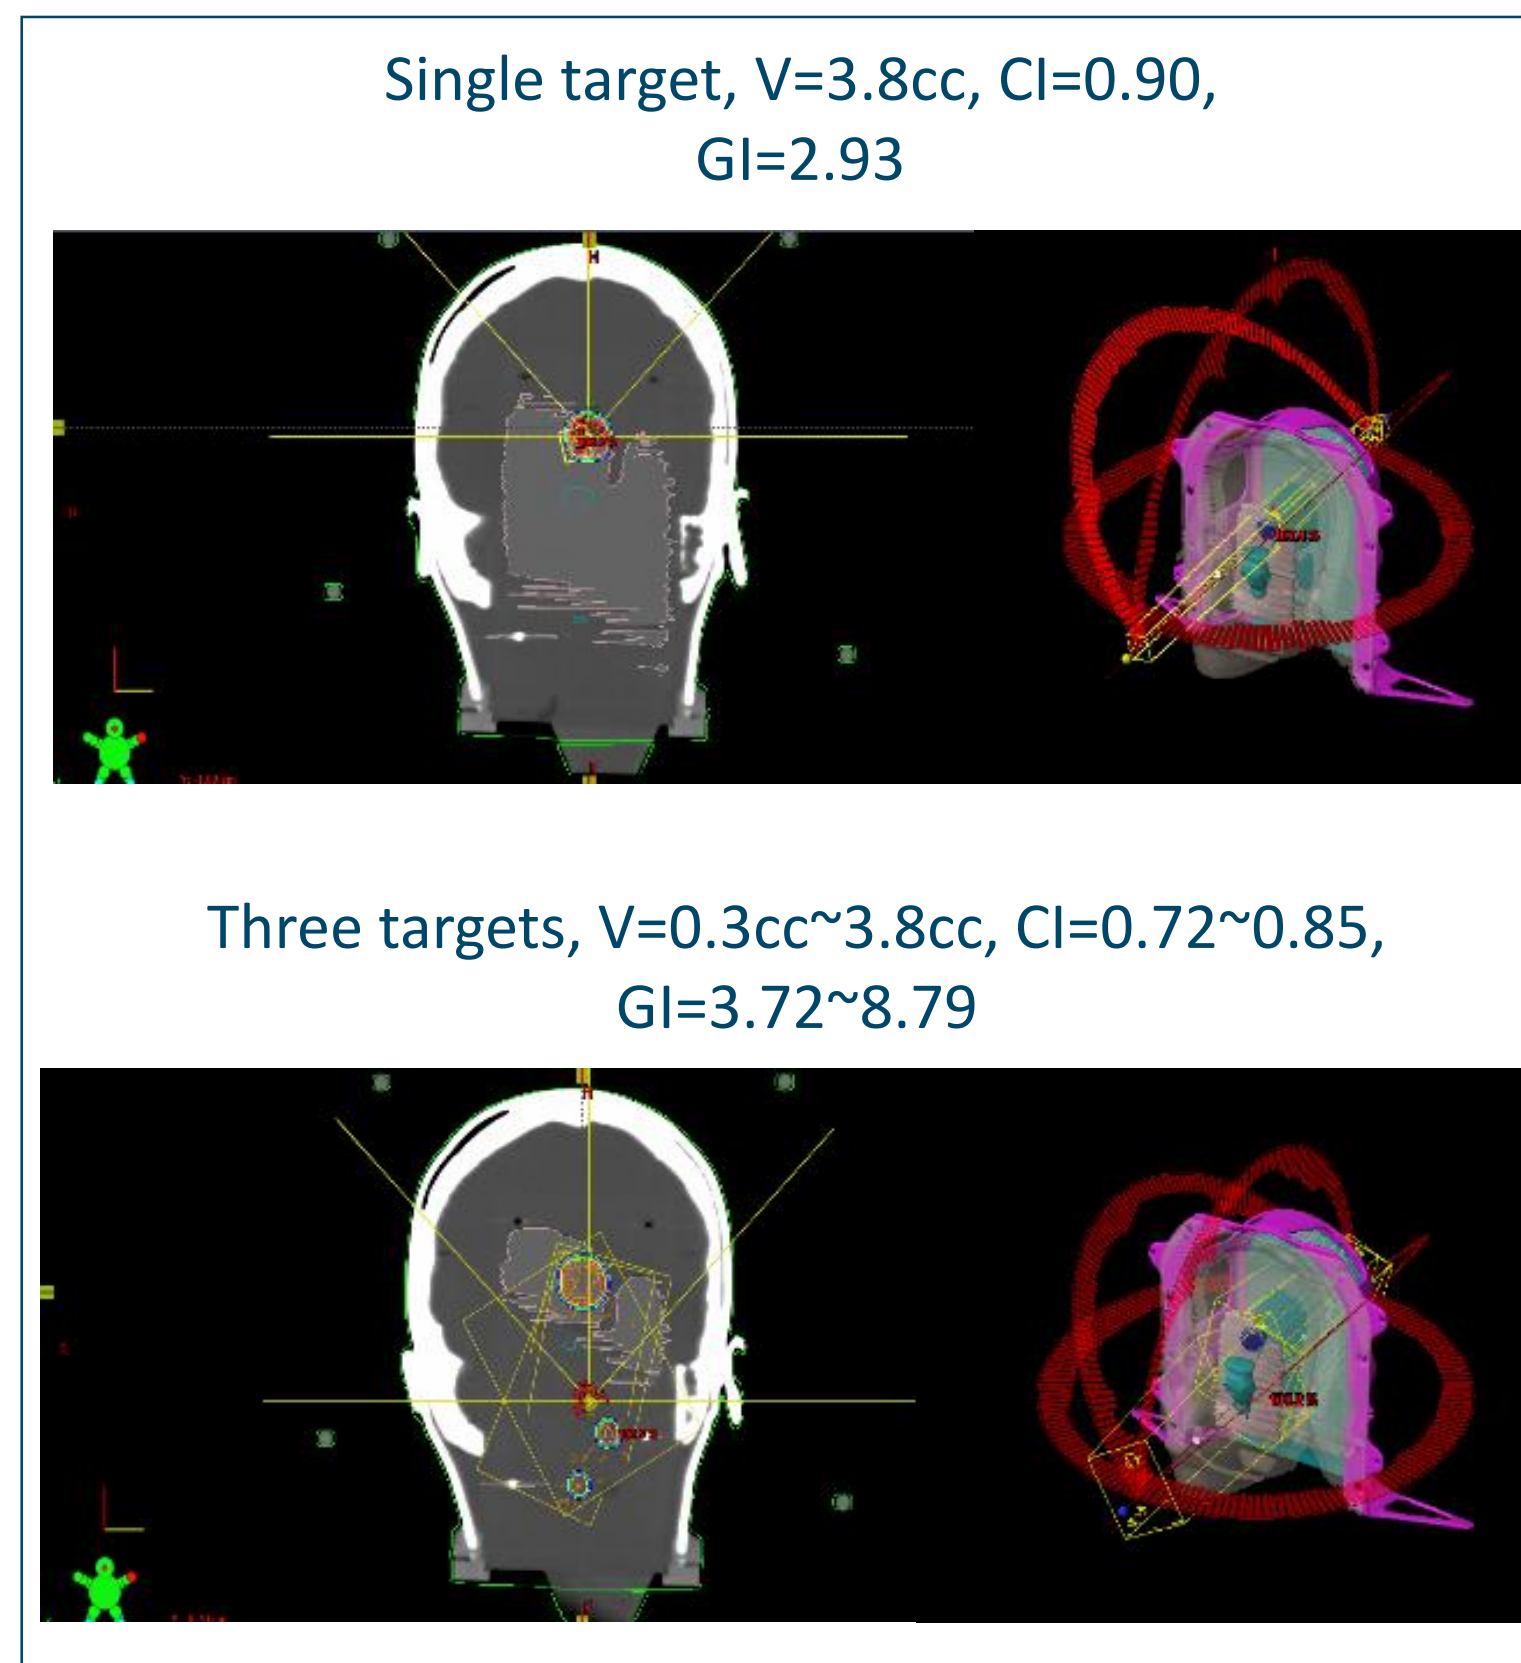 Single target, V=3.8cc, CI=0.90,
GI=2.93
H
Three targets, V=0.3cc~3.8cc, CI=0.72~0.85,
GI=3.72~8.79
H